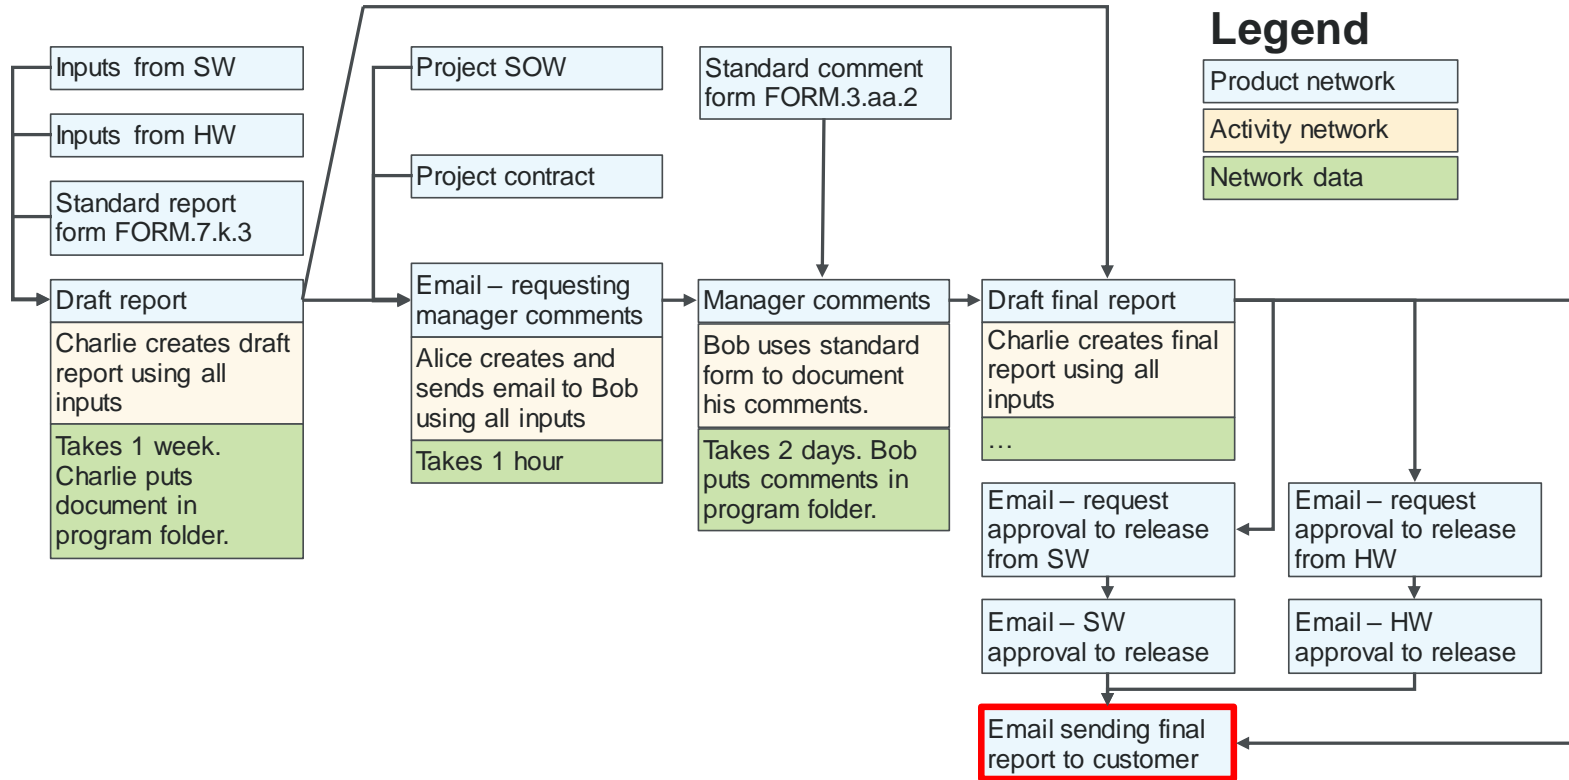 Legend
Product network
Activity network
Network data
Inputs from SW
Inputs from HW
Standard report
form FORM.7.k.3
Draft report
Charlie creates draft
report using all
inputs
Takes 1 week.
Charlie puts
document in
program folder.
Project SOW
Project contract
Email – requesting
manager comments
Alice creates and
sends email to Bob
using all inputs
Takes 1 hour
Standard comment
form FORM.3.aa.2
Manager comments
Bob uses standard
form to document
his comments.
Takes 2 days. Bob
puts comments in
program folder.
Draft final report
Charlie creates final
report using all
inputs
…
Email – request
approval to release
from SW
Email – SW
approval to release
Email – request
approval to release
from HW
Email – HW
approval to release
Email sending final
report to customer